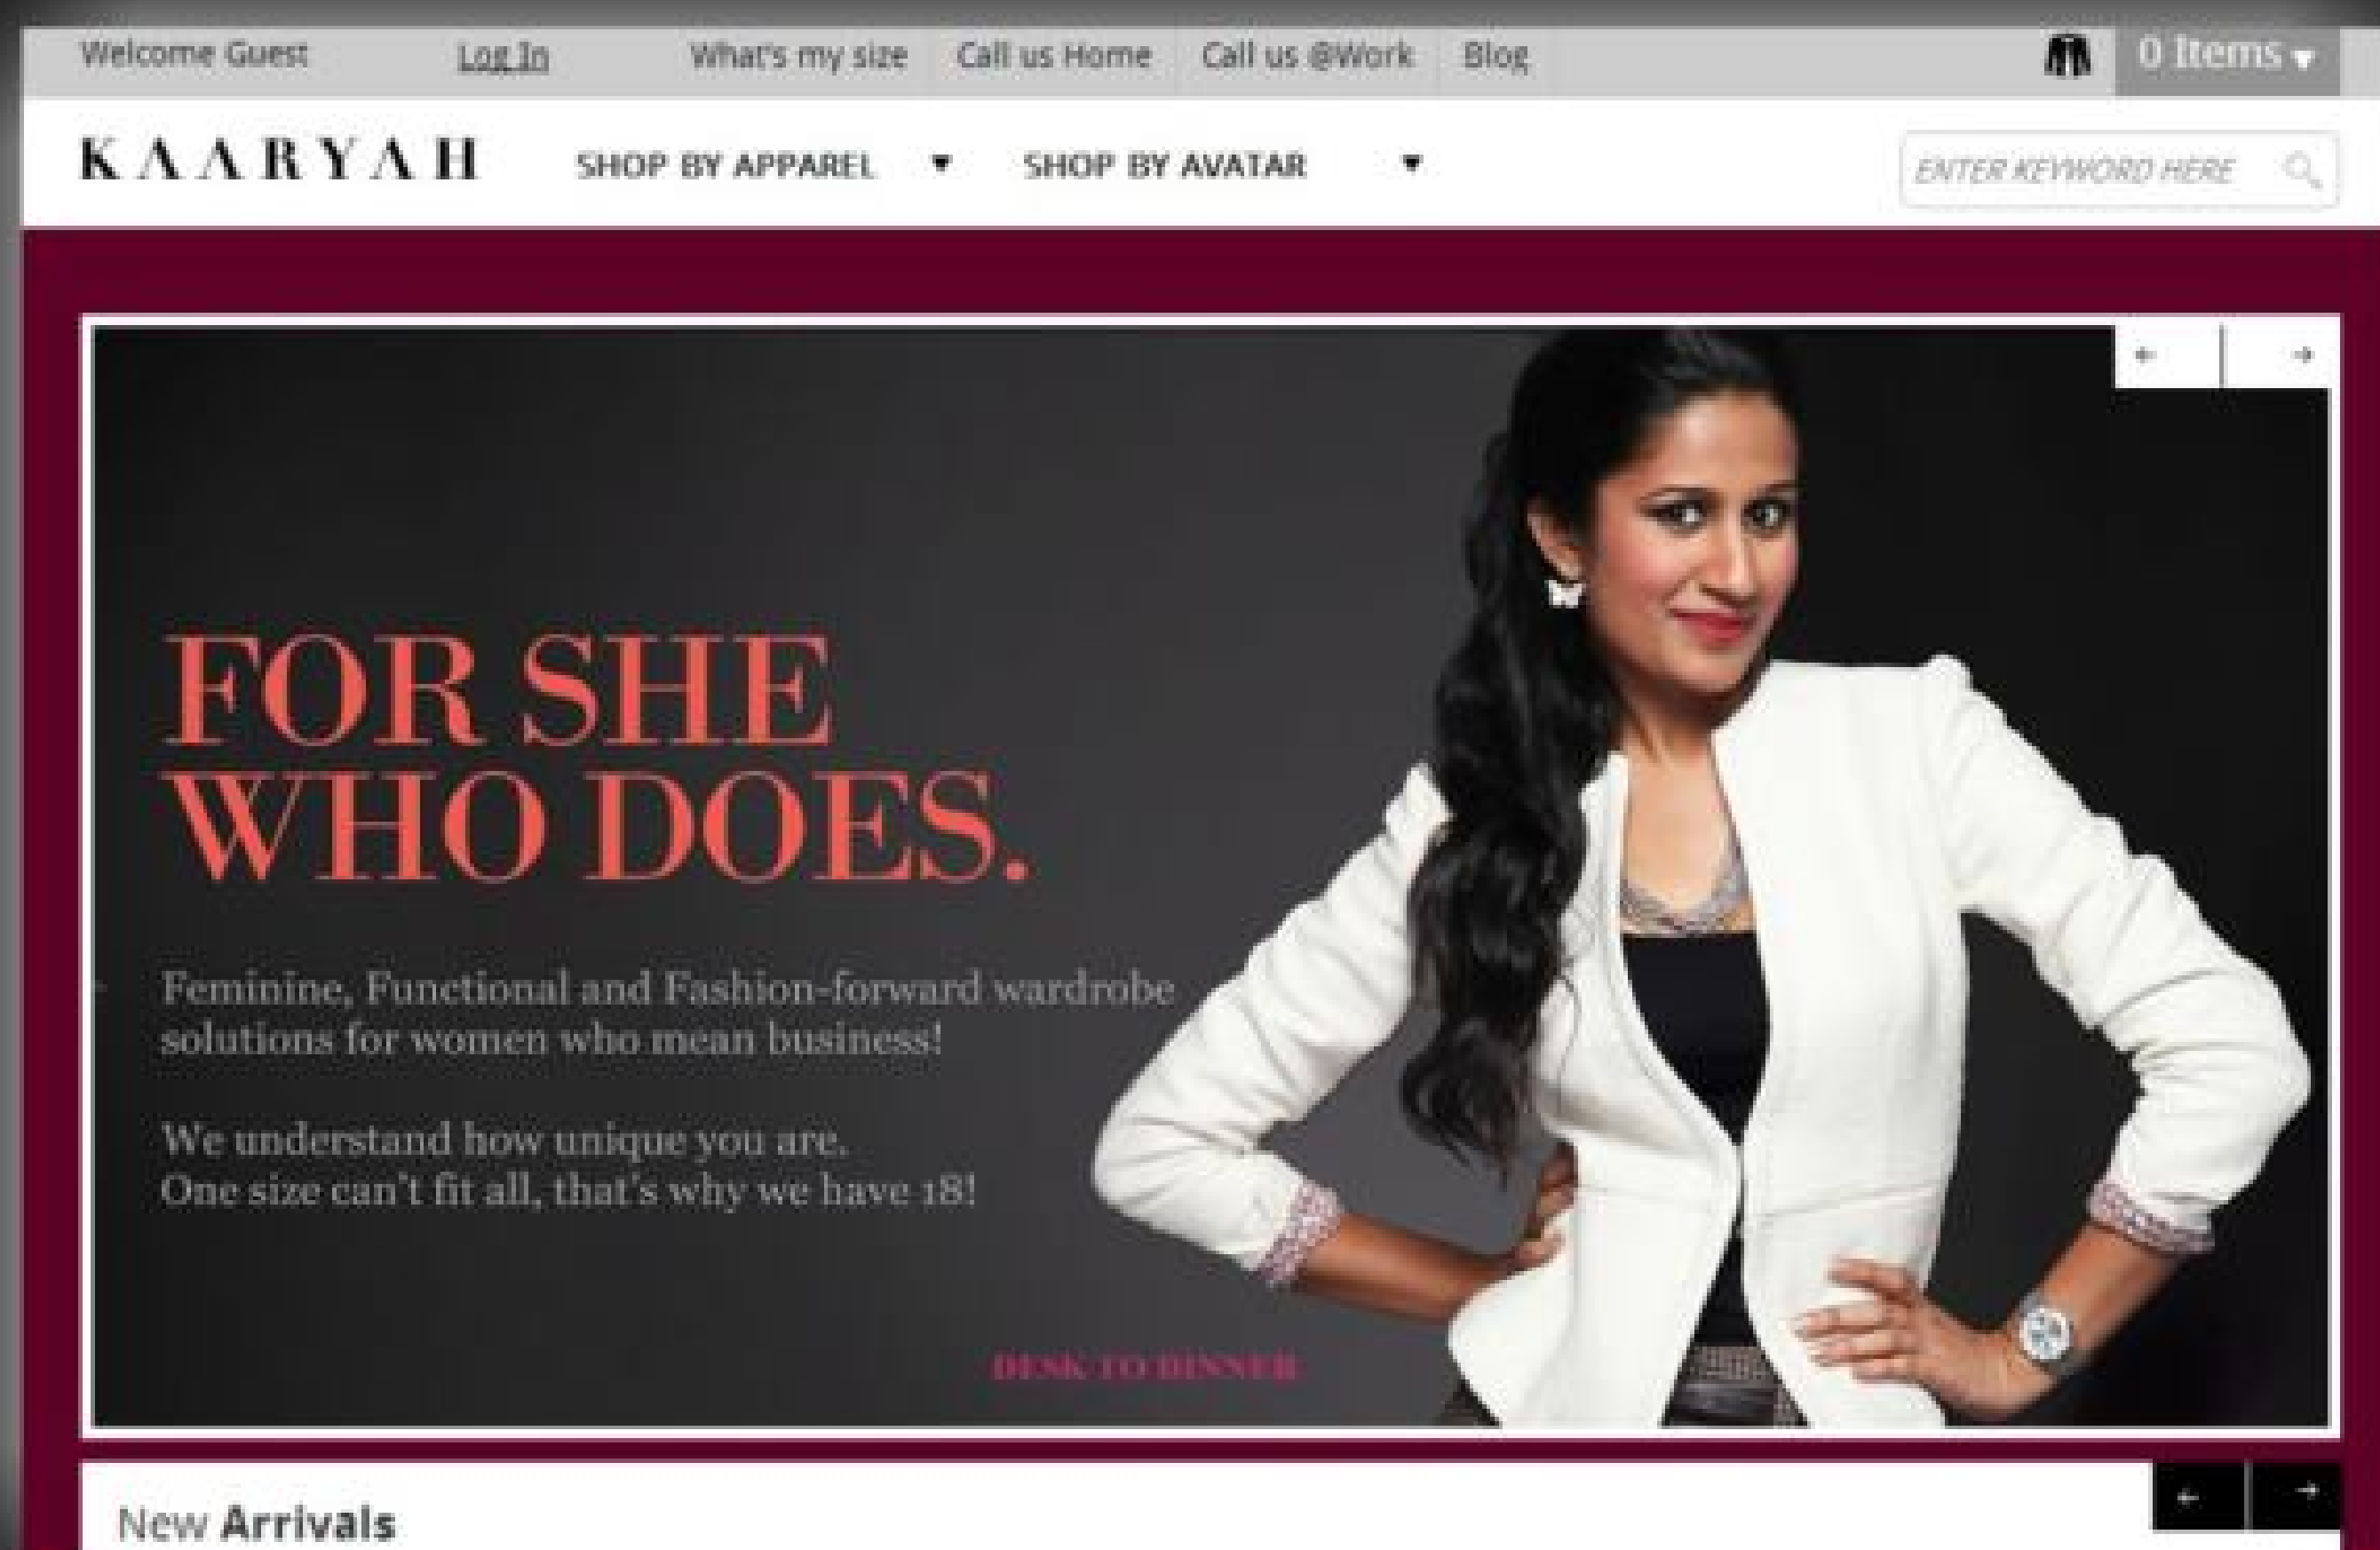 Welcome Guest Log In What's my size Call us Home Call us @Work Blog 0 Items
KAARYAH SHOP BY APPAREL SHOP BY AVATAR ENTER KEYWORD HERE
FOR SHE
WHO DOES.
Feminine, Functional and Fashion-forward wardrobe
solutions for women who mean business!
We understand how unique you are.
One size can't fit all, that's why we have 18!
DESK TO DINNER
New Arrivals